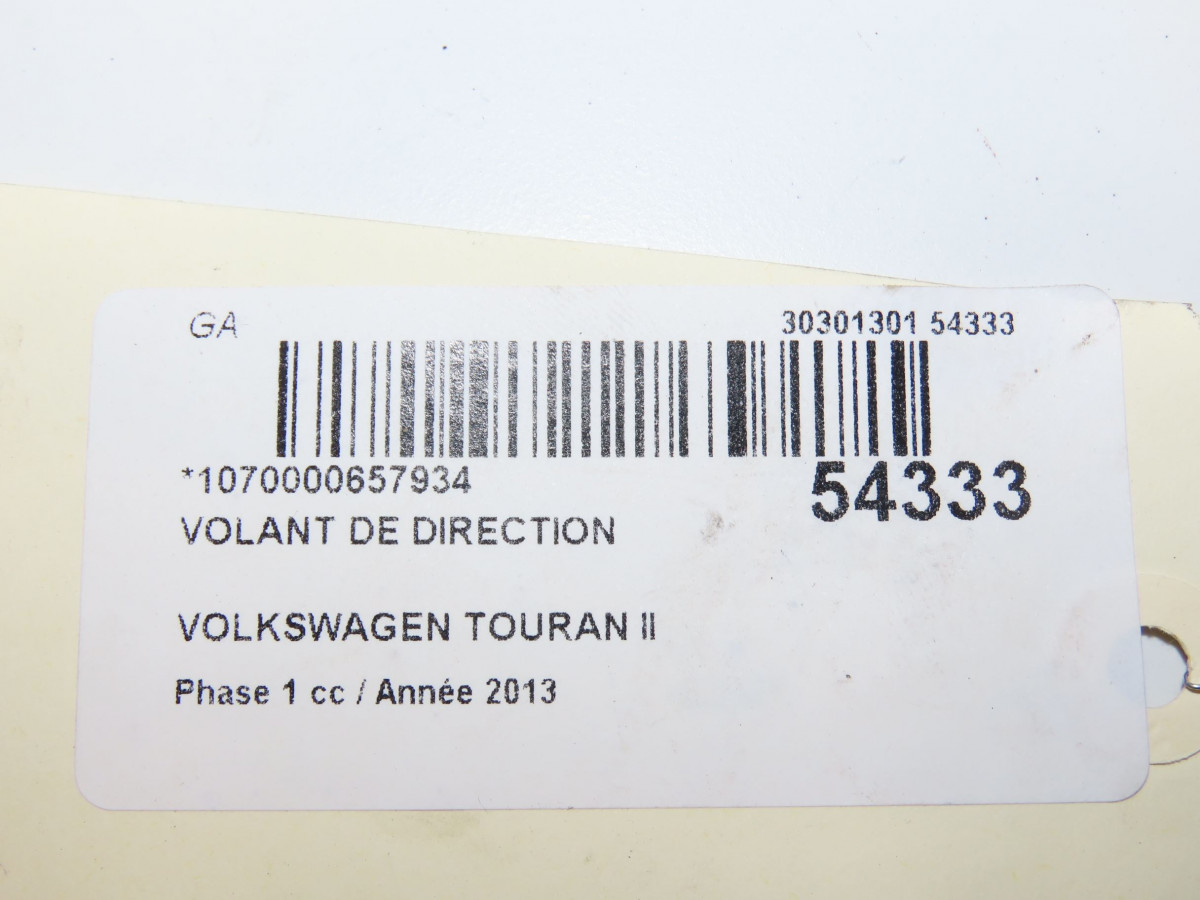 GA 30301301 54333
*1070000657934 54333
VOLANT DE DIRECTION
VOLKSWAGEN TOURAN II
Phase 1 cc / Année 2013